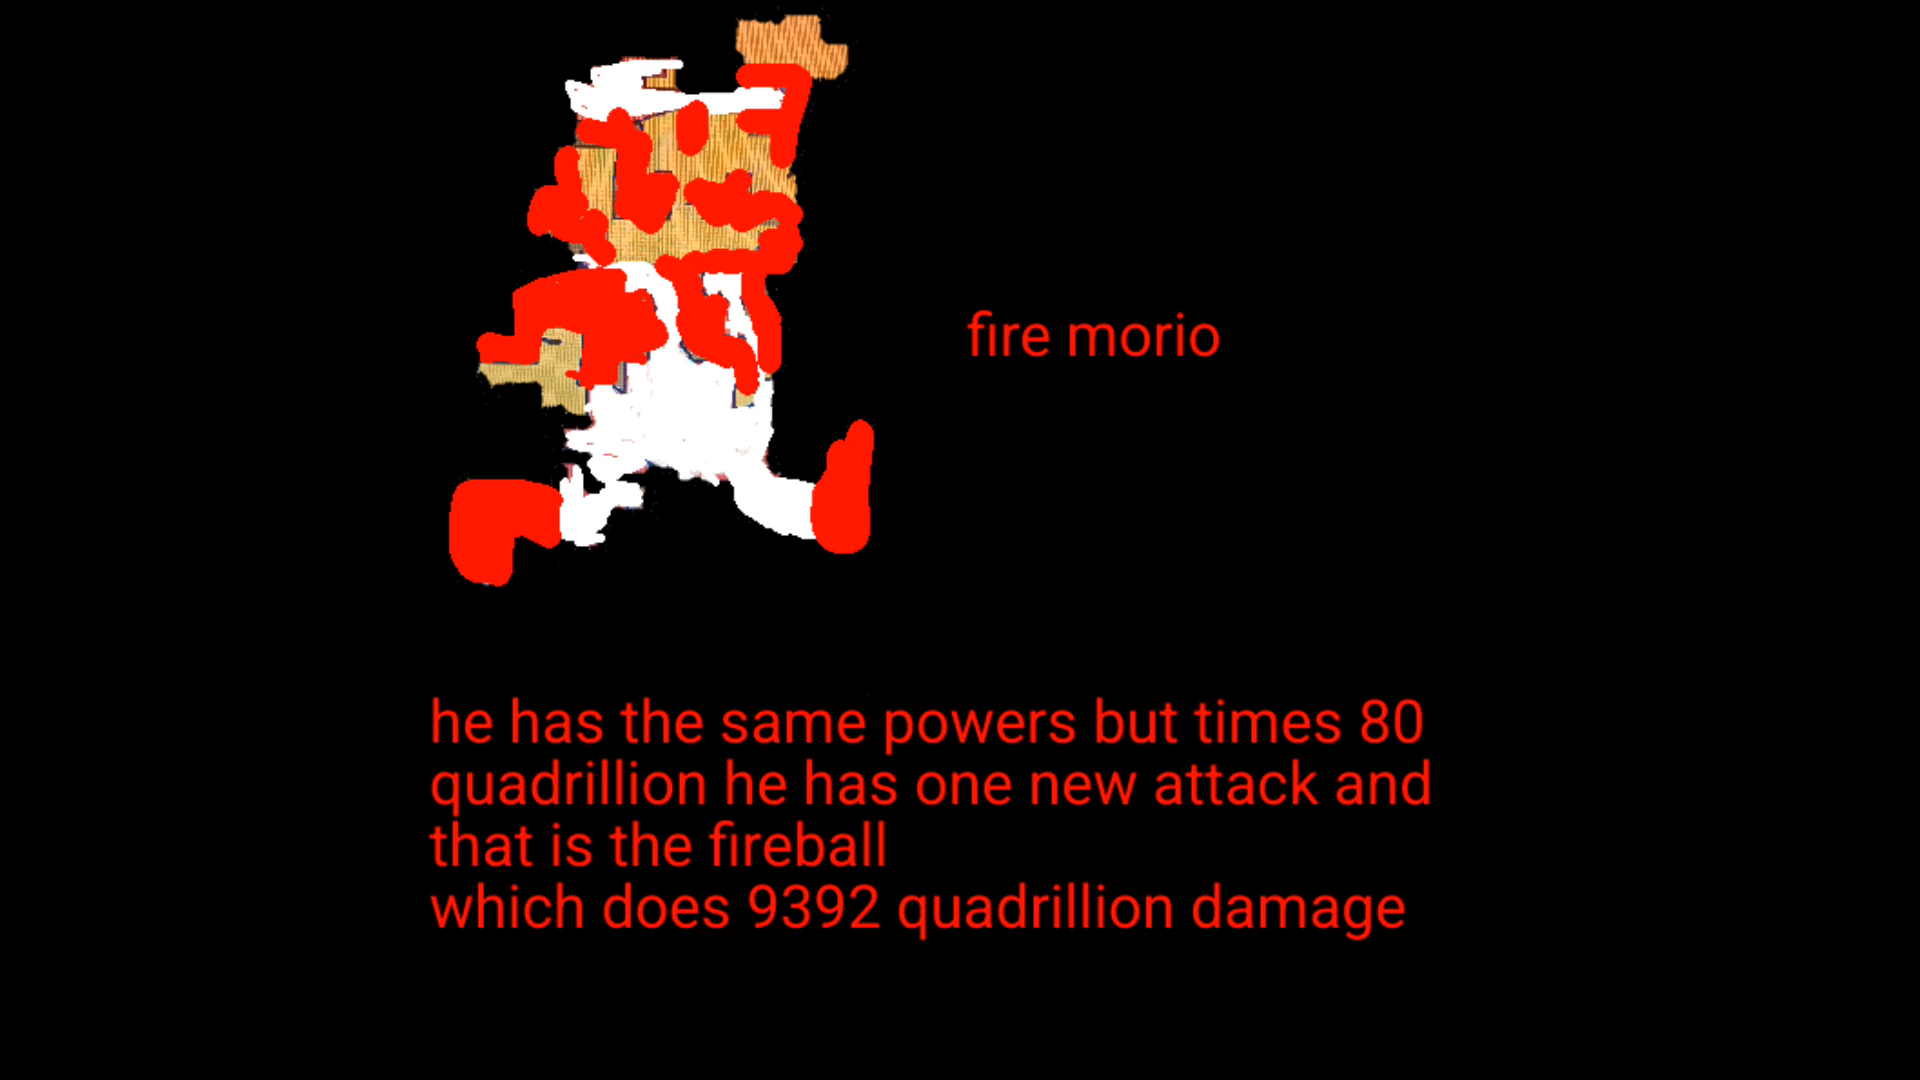 fire morio
he has the same powers but times 80
quadrillion he has one new attack and
that is the fireball
which does 9392 quadrillion damage